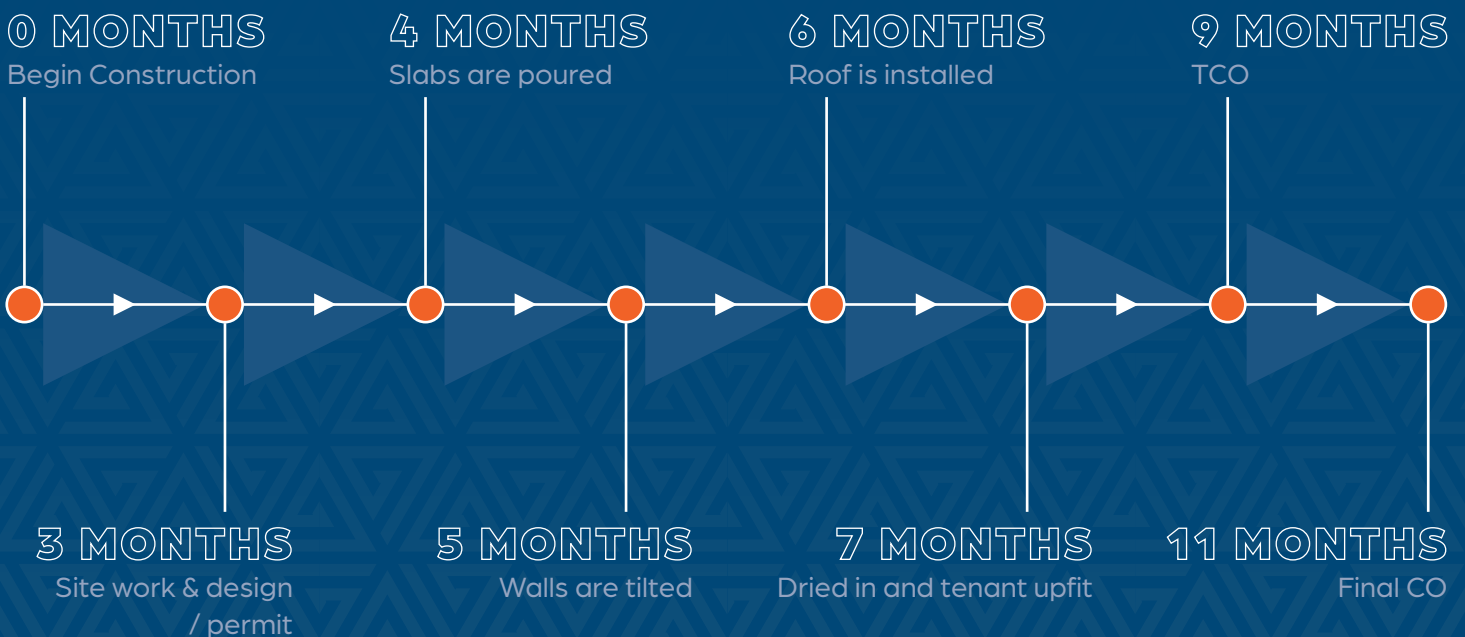 0 MONTHS
Begin Construction
4 MONTHS
Slabs are poured
6 MONTHS
Roof is installed
9 MONTHS
TCO
3 MONTHS
Site work & design
/ permit
5 MONTHS
Walls are tilted
7 MONTHS
Dried in and tenant upfit
11 MONTHS
Final CO